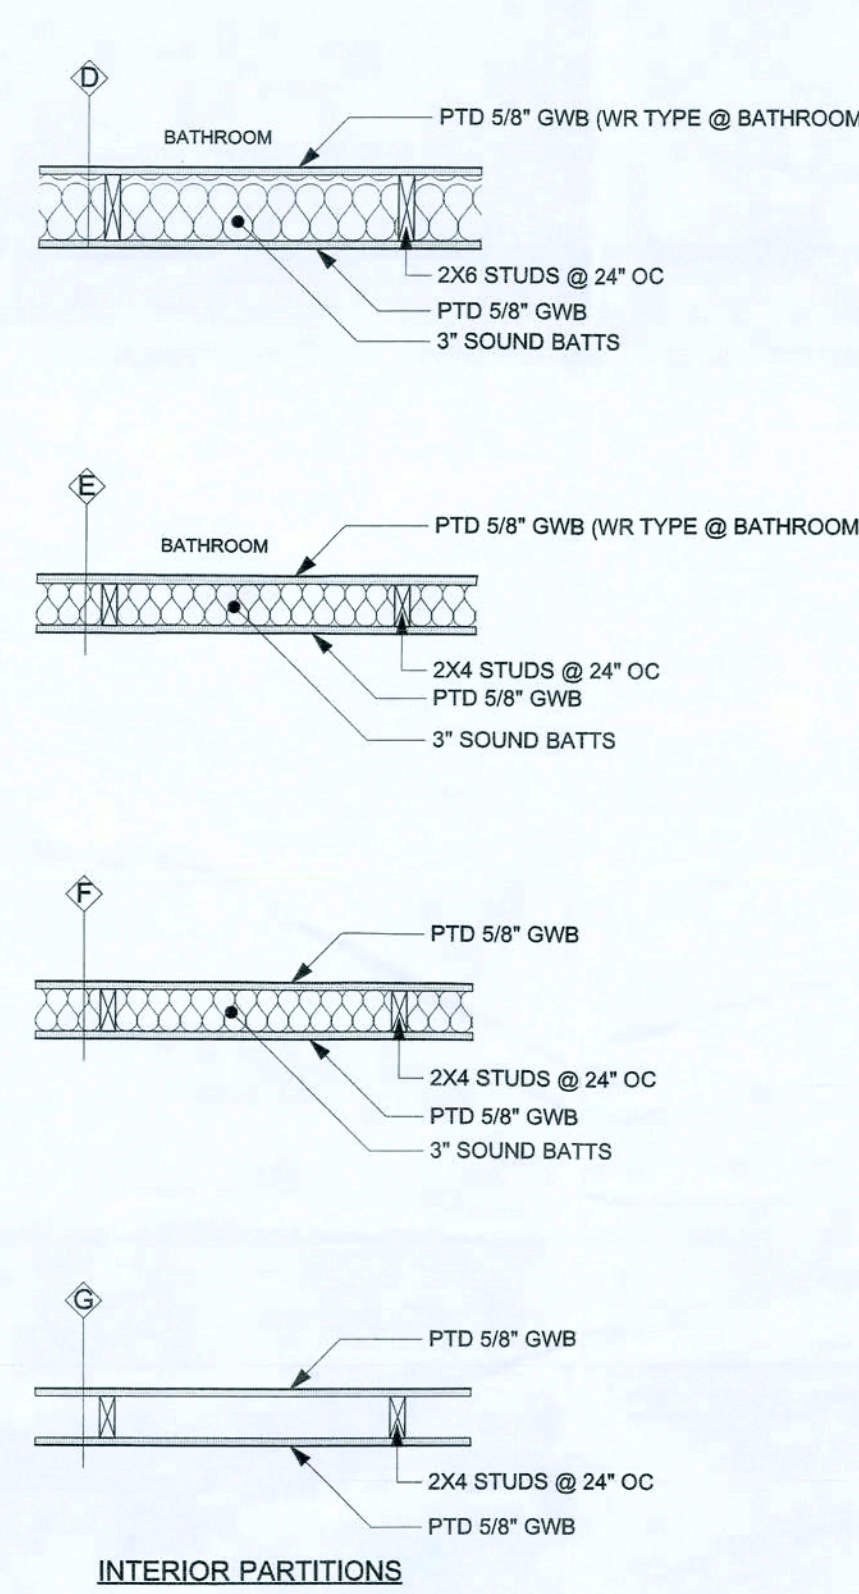 D
PTD 5/8" GWB (WR TYPE @ BATHROOM
BATHROOM
2X6 STUDS @ 24" OC
PTD 5/8" GWB
3" SOUND BATTS
E
PTD 5/8" GWB (WR TYPE @ BATHROOM
BATHROOM
2X4 STUDS @ 24" OC
PTD 5/8" GWB
3" SOUND BATTS
F
PTD 5/8" GWB
2X4 STUDS @ 24" OC
PTD 5/8" GWB
3" SOUND BATTS
G
PTD 5/8" GWB
2X4 STUDS @ 24" OC
PTD 5/8" GWB
INTERIOR PARTITIONS